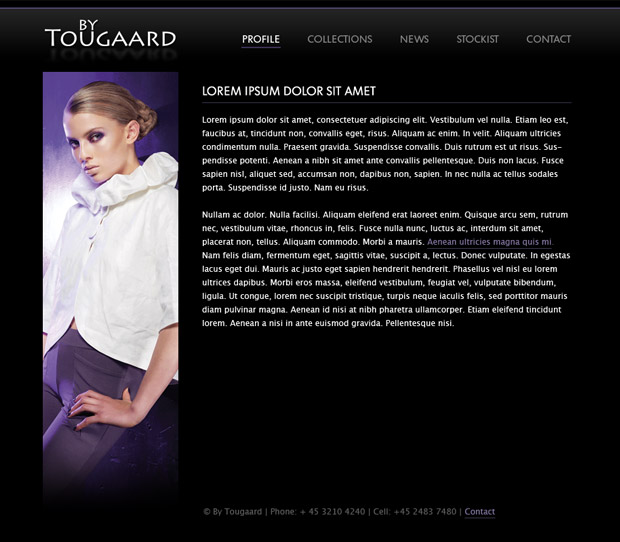 BY
TOUGAARD
PROFILE COLLECTIONS NEWS STOCKIST CONTACT
LOREM IPSUM DOLOR SIT AMET
Lorem ipsum dolor sit amet, consectetuer adipiscing elit. Vestibulum vel nulla. Etiam leo est,
faucibus at, tincidunt non, convallis eget, risus. Aliquam ac enim. In velit. Aliquam ultricies
condimentum nulla. Praesent gravida. Suspendisse convallis. Duis rutrum est ut risus. Sus-
pendisse potenti. Aenean a nibh sit amet ante convallis pellentesque. Duis non lacus. Fusce
sapien nisl, aliquet sed, accumsan non, dapibus non, sapien. In nec nulla ac tellus sodales
porta. Suspendisse id justo. Nam eu risus.
Nullam ac dolor. Nulla facilisi. Aliquam eleifend erat laoreet enim. Quisque arcu sem, rutrum
nec, vestibulum vitae, rhoncus in, felis. Fusce nulla nunc, luctus ac, interdum sit amet,
placerat non, tellus. Aliquam commodo. Morbi a mauris. Aenean ultricies magna quis mi.
Nam felis diam, fermentum eget, sagittis vitae, suscipit a, lectus. Donec vulputate. In egestas
lacus eget dui. Mauris ac justo eget sapien hendrerit hendrerit. Phasellus vel nisl eu lorem
ultrices dapibus. Morbi eros massa, eleifend vestibulum, feugiat vel, vulputate bibendum,
ligula. Ut congue, lorem nec suscipit tristique, turpis neque iaculis felis, sed porttitor mauris
diam pulvinar magna. Aenean id nisi at nibh pharetra ullamcorper. Etiam eleifend tincidunt
lorem. Aenean a nisi in ante euismod gravida. Pellentesque nisi.
© By Tougaard | Phone: + 45 3210 4240 | Cell: +45 2483 7480 | Contact